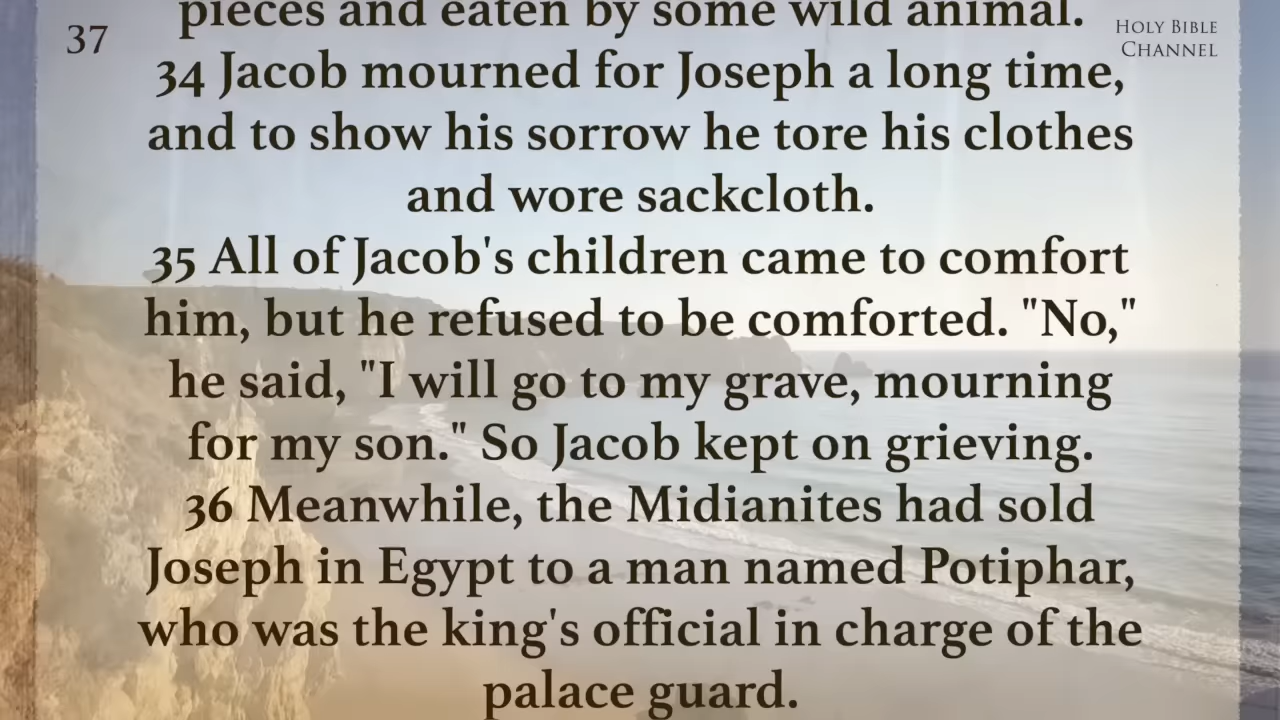 37
HOLY BIBLE
CHANNEL
pieces and eaten by some wild animal.
34 Jacob mourned for Joseph a long time,
and to show his sorrow he tore his clothes
and wore sackcloth.
35 All of Jacob's children came to comfort
him, but he refused to be comforted. "No,"
he said, "I will go to my grave, mourning
for my son." So Jacob kept on grieving.
36 Meanwhile, the Midianites had sold
Joseph in Egypt to a man named Potiphar,
who was the king's official in charge of the
palace guard.